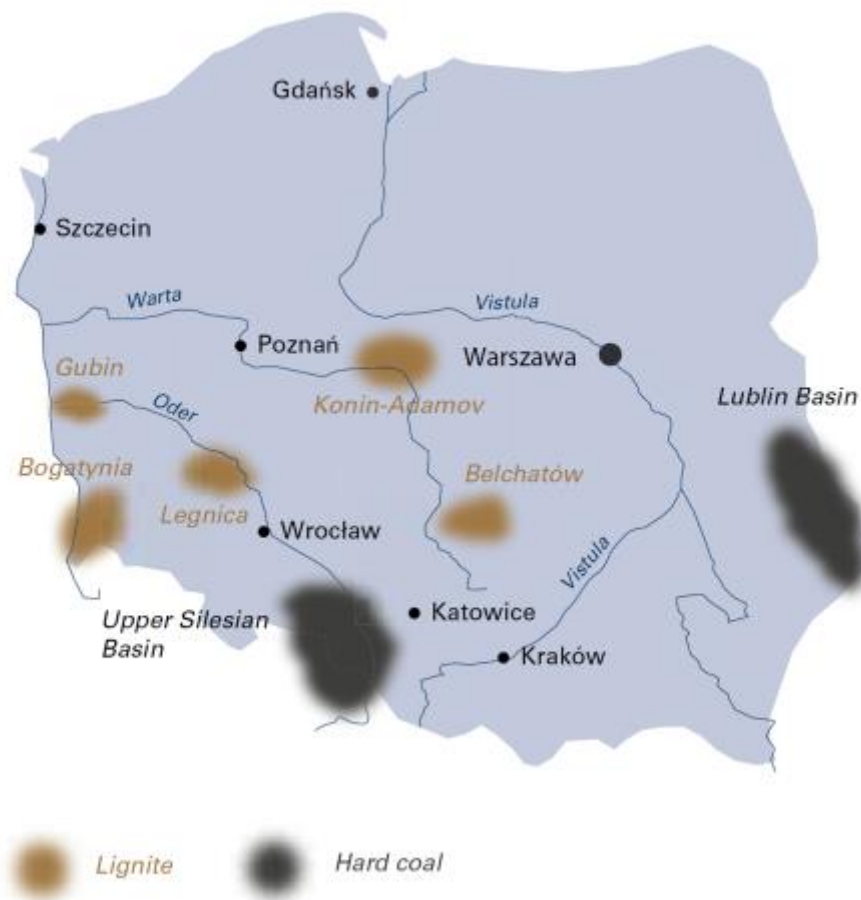 Gdańsk
Szczecin
Warta
Vistula
Poznań
Warszawa
Gubin
Konin-Adamov
Lublin Basin
Oder
Bogatynia
Belchatów
Legnica
Wrocław
Vistula
Upper Silesian
Basin
Katowice
Kraków
Lignite
Hard coal